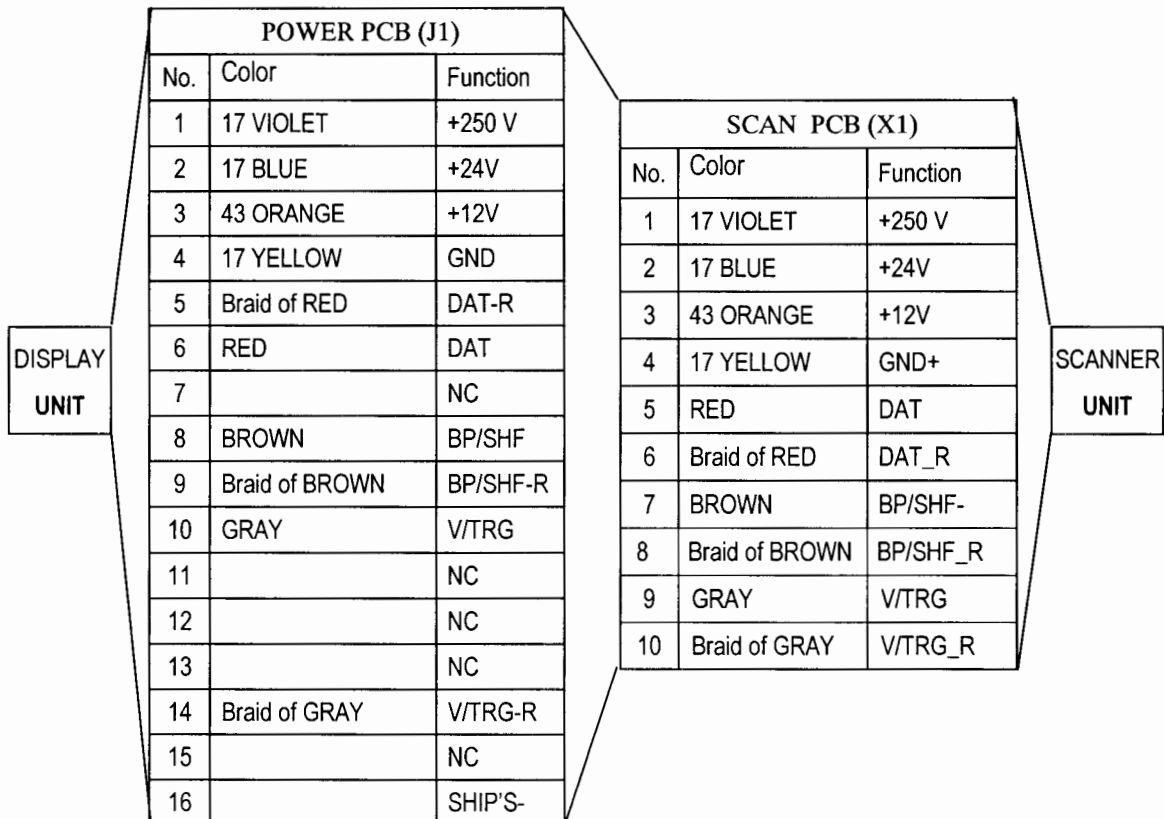 POWER PCB (J1)
No. Color Function
1 17 VIOLET +250 V
2 17 BLUE +24V
3 43 ORANGE +12V
4 17 YELLOW GND
5 Braid of RED DAT-R
6 RED DAT
7 NC
8 BROWN BP/SHF
9 Braid of BROWN BP/SHF-R
10 GRAY V/TRG
11 NC
12 NC
13 NC
14 Braid of GRAY V/TRG-R
15 NC
16 SHIP'S-
DISPLAY
UNIT
SCAN PCB (X1)
No. Color Function
1 17 VIOLET +250 V
2 17 BLUE +24V
3 43 ORANGE +12V
4 17 YELLOW GND+
5 RED DAT
6 Braid of RED DAT_R
7 BROWN BP/SHF-
8 Braid of BROWN BP/SHF_R
9 GRAY V/TRG
10 Braid of GRAY V/TRG_R
SCANNER
UNIT